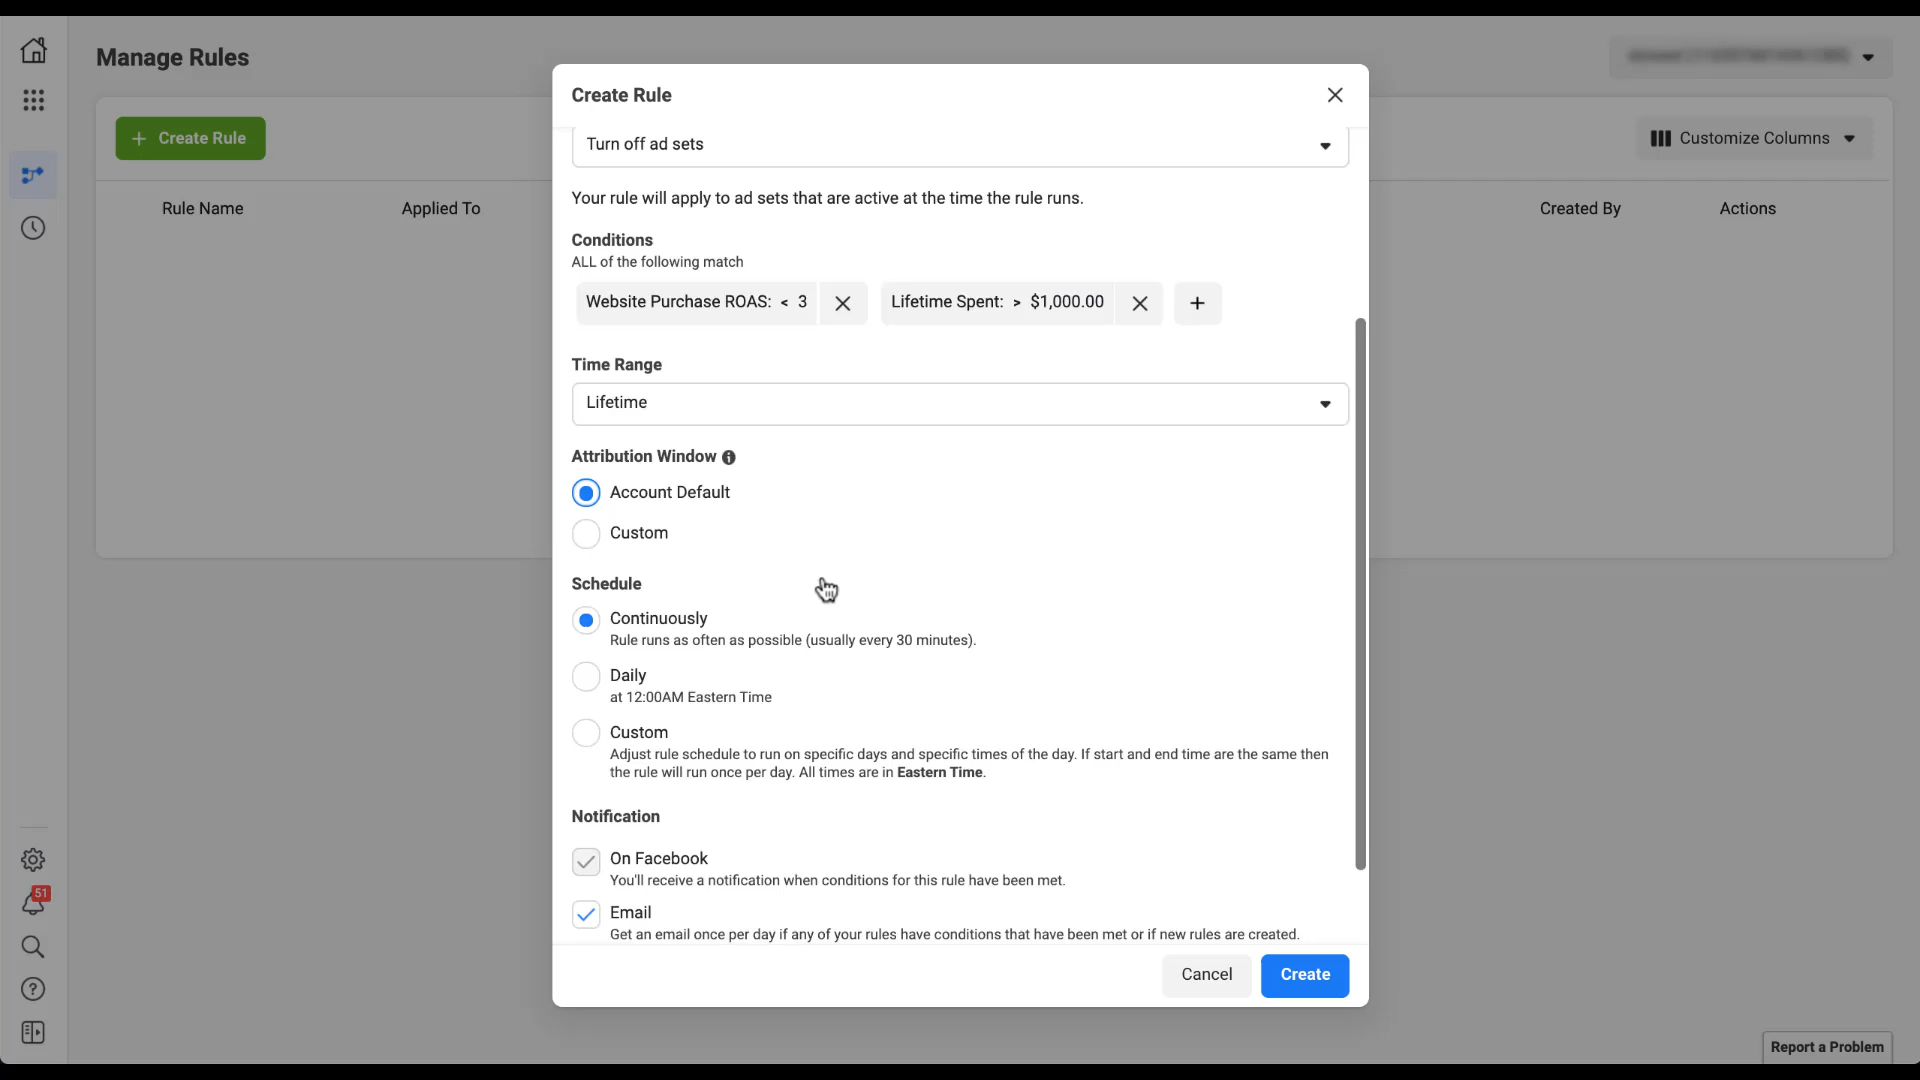 Manage Rules
Create Rule
+ Create Rule
Customize Columns
Turn off ad sets
Your rule will apply to ad sets that are active at the time the rule runs.
Rule Name
Applied To
Created By
Actions
Conditions
ALL of the following match
Website Purchase ROAS: < 3
Lifetime Spent: > $1,000.00
+
Time Range
Lifetime
Attribution Window
Account Default
Custom
Schedule
Continuously
Rule runs as often as possible (usually every 30 minutes).
Daily
at 12:00AM Eastern Time
Custom
Adjust rule schedule to run on specific days and specific times of the day. If start and end time are the same then
the rule will run once per day. All times are in Eastern Time.
Notification
On Facebook
You'll receive a notification when conditions for this rule have been met.
51
Email
Get an email once per day if any of your rules have conditions that have been met or if new rules are created.
Cancel
Create
Report a Problem